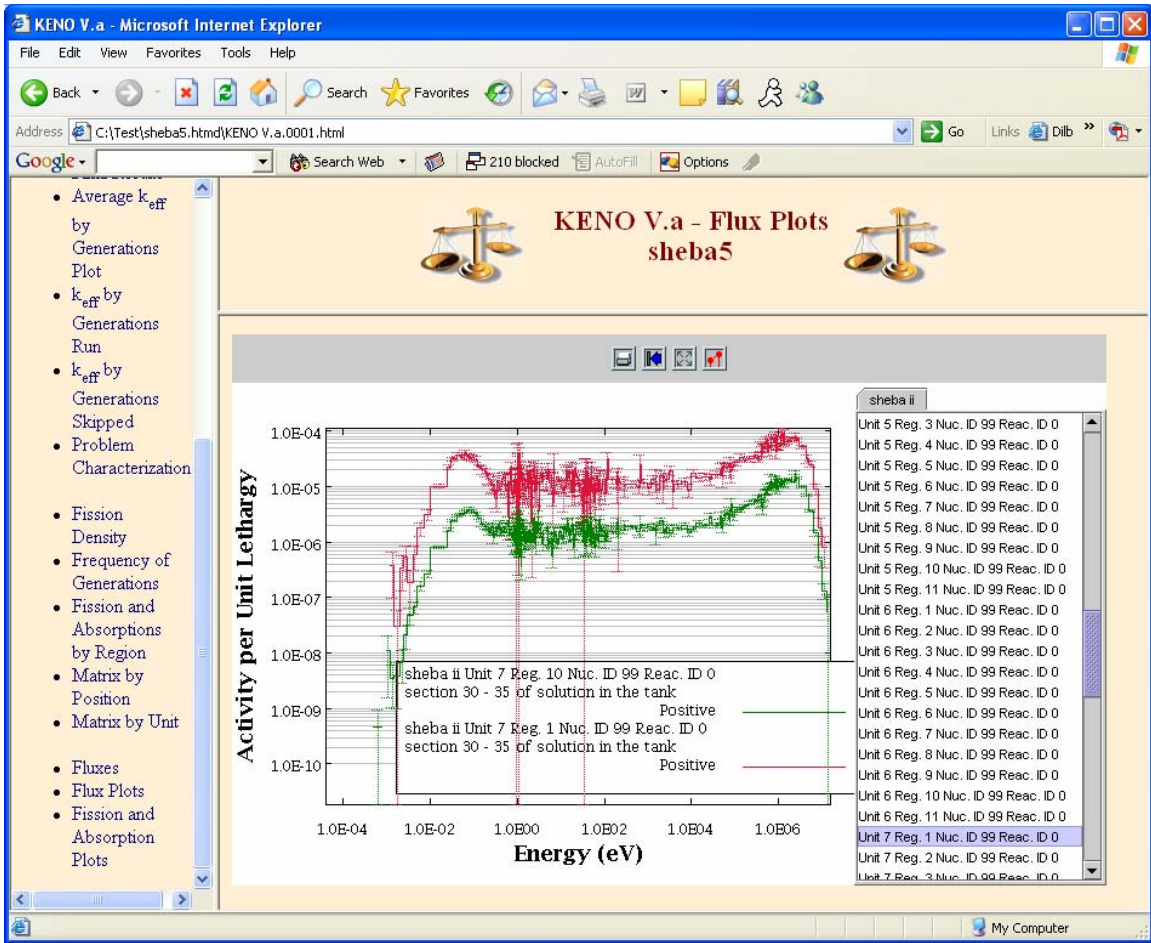 KENO V.a - Microsoft Internet Explorer
File Edit View Favorites Tools Help
Back Search Favorites
Address C:\Test\sheba5.htmd\KENO V.a.0001.html Go Links Dilb »
Google Search Web 210 blocked AutoFill Options
Average keff
by
Generations
Plot
keff by
Generations
Run
keff by
Generations
Skipped
Problem
Characterization
Fission
Density
Frequency of
Generations
Fission and
Absorptions
by Region
Matrix by
Position
Matrix by Unit
Fluxes
Flux Plots
Fission and
Absorption
Plots
KENO V.a - Flux Plots
sheba5
Activity per Unit Lethargy
1.0E-04
1.0E-05
1.0E-06
1.0E-07
1.0E-08
1.0E-09
1.0E-10
sheba ii Unit 7 Reg. 10 Nuc. ID 99 Reac. ID 0
section 30 - 35 of solution in the tank
Positive
sheba ii Unit 7 Reg. 1 Nuc. ID 99 Reac. ID 0
section 30 - 35 of solution in the tank
Positive
1.0E-04 1.0E-02 1.0E00 1.0E02 1.0E04 1.0E06
Energy (eV)
sheba ii
Unit 5 Reg. 3 Nuc. ID 99 Reac. ID 0
Unit 5 Reg. 4 Nuc. ID 99 Reac. ID 0
Unit 5 Reg. 5 Nuc. ID 99 Reac. ID 0
Unit 5 Reg. 6 Nuc. ID 99 Reac. ID 0
Unit 5 Reg. 7 Nuc. ID 99 Reac. ID 0
Unit 5 Reg. 8 Nuc. ID 99 Reac. ID 0
Unit 5 Reg. 9 Nuc. ID 99 Reac. ID 0
Unit 5 Reg. 10 Nuc. ID 99 Reac. ID 0
Unit 5 Reg. 11 Nuc. ID 99 Reac. ID 0
Unit 6 Reg. 1 Nuc. ID 99 Reac. ID 0
Unit 6 Reg. 2 Nuc. ID 99 Reac. ID 0
Unit 6 Reg. 3 Nuc. ID 99 Reac. ID 0
Unit 6 Reg. 4 Nuc. ID 99 Reac. ID 0
Unit 6 Reg. 5 Nuc. ID 99 Reac. ID 0
Unit 6 Reg. 6 Nuc. ID 99 Reac. ID 0
Unit 6 Reg. 7 Nuc. ID 99 Reac. ID 0
Unit 6 Reg. 8 Nuc. ID 99 Reac. ID 0
Unit 6 Reg. 9 Nuc. ID 99 Reac. ID 0
Unit 6 Reg. 10 Nuc. ID 99 Reac. ID 0
Unit 6 Reg. 11 Nuc. ID 99 Reac. ID 0
Unit 7 Reg. 1 Nuc. ID 99 Reac. ID 0
Unit 7 Reg. 2 Nuc. ID 99 Reac. ID 0
Unit 7 Reg. 3 Nuc. ID 99 Reac. ID 0
My Computer